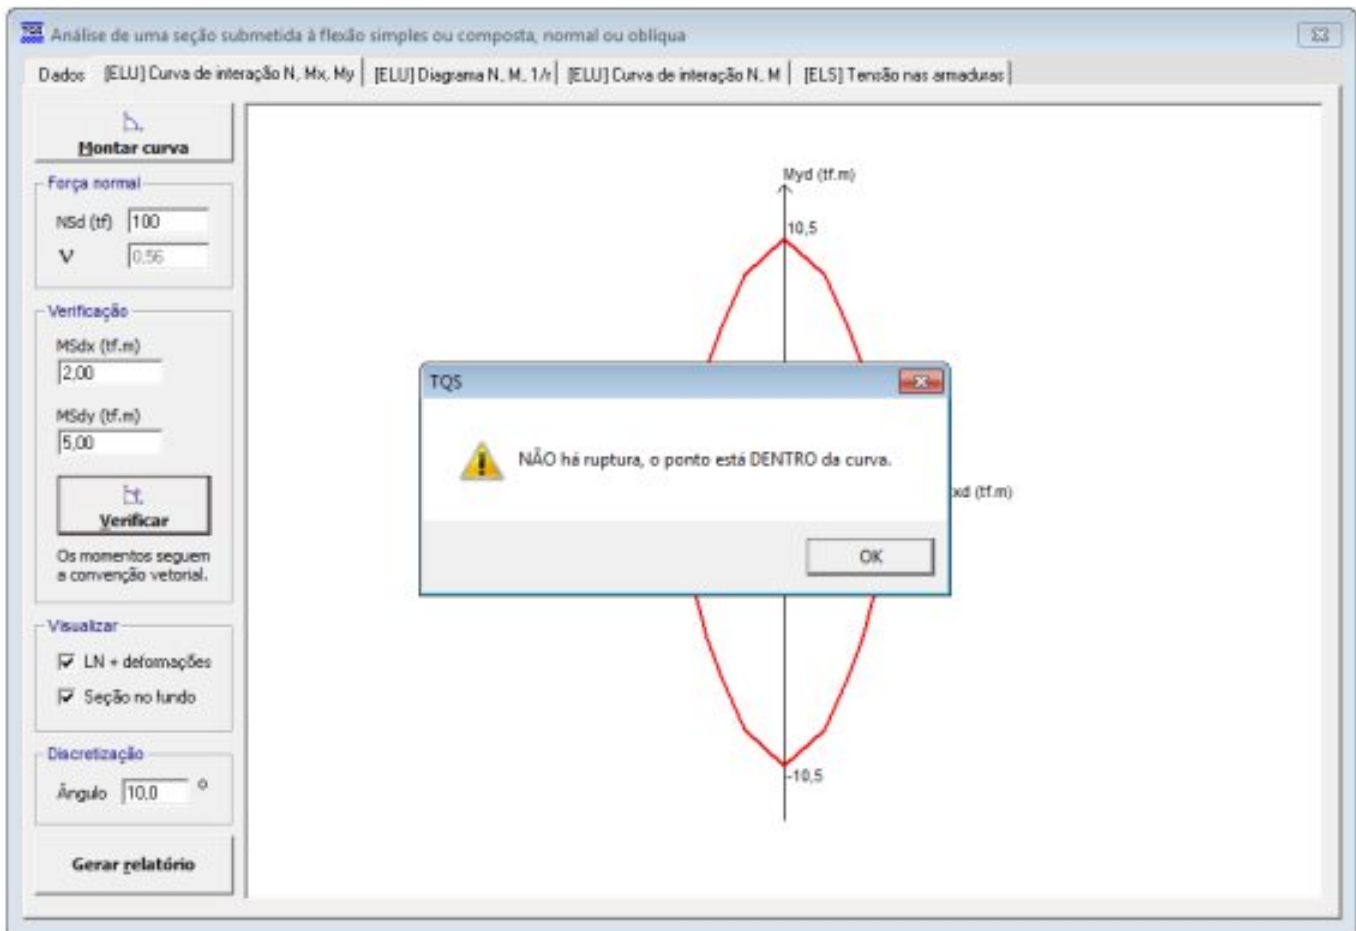 TQS Análise de uma seção submetida à flexão simples ou composta, normal ou oblíqua
Dados [ELU] Curva de interação N, Mx, My [ELU] Diagrama N, M, 1/r [ELU] Curva de interação N, M [ELS] Tensão nas armaduras
Montar curva
Força normal
NSd (tf) 100
ν 0,56
Verificação
MSdx (tf.m)
2,00
MSdy (tf.m)
5,00
Verificar
Os momentos seguem
a convenção vetorial.
Visualizar
LN + deformações
Seção no fundo
Discretização
Ângulo 10,0 °
Gerar relatório
Myd (tf.m)
10,5
TQS
NÃO há ruptura, o ponto está DENTRO da curva.
OK
xd (tf.m)
-10,5